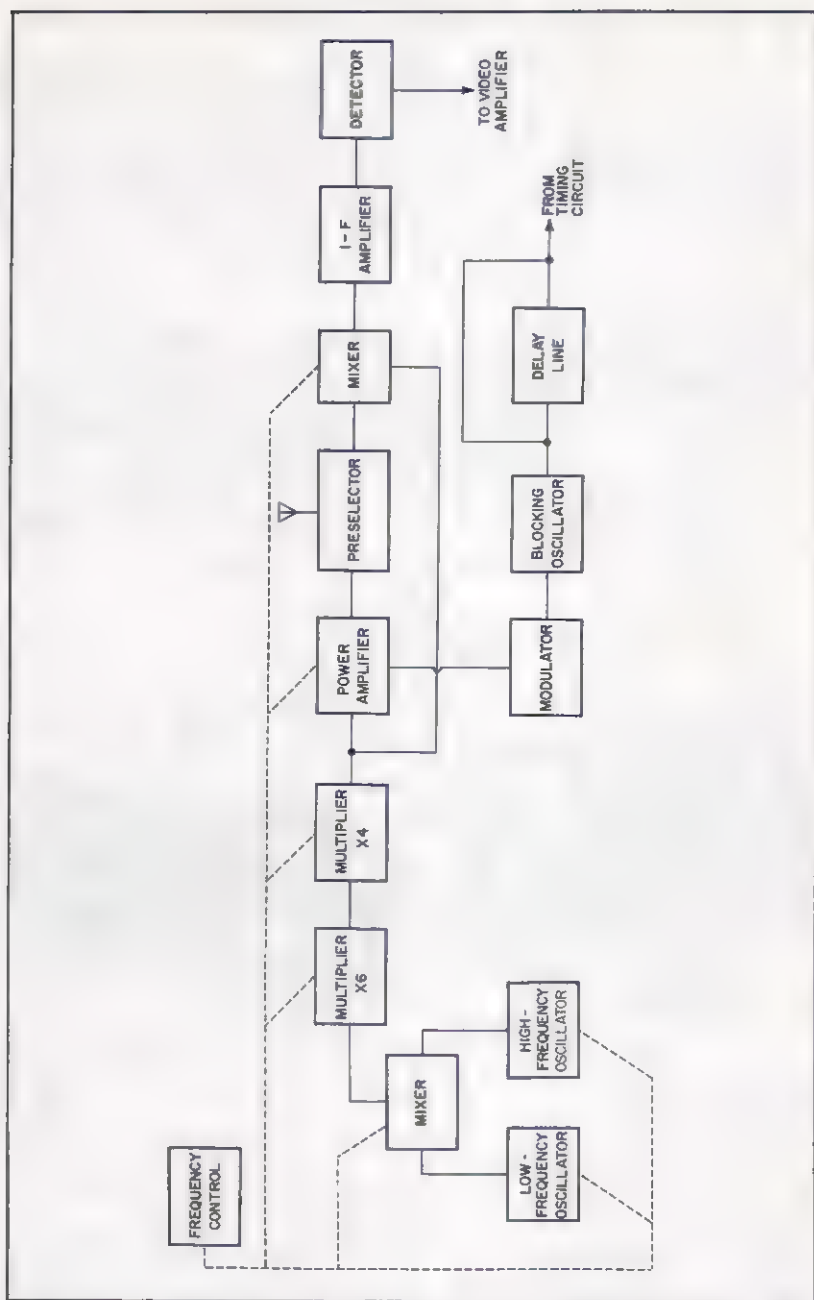 FREQUENCY
CONTROL
MULTIPLIER
X6
MULTIPLIER
X4
POWER
AMPLIFIER
PRESELECTOR
MIXER
I-F
AMPLIFIER
DETECTOR
TO VIDEO
AMPLIFIER
MIXER
LOW-
FREQUENCY
OSCILLATOR
HIGH-
FREQUENCY
OSCILLATOR
MODULATOR
BLOCKING
OSCILLATOR
DELAY
LINE
FROM
TIMING
CIRCUIT